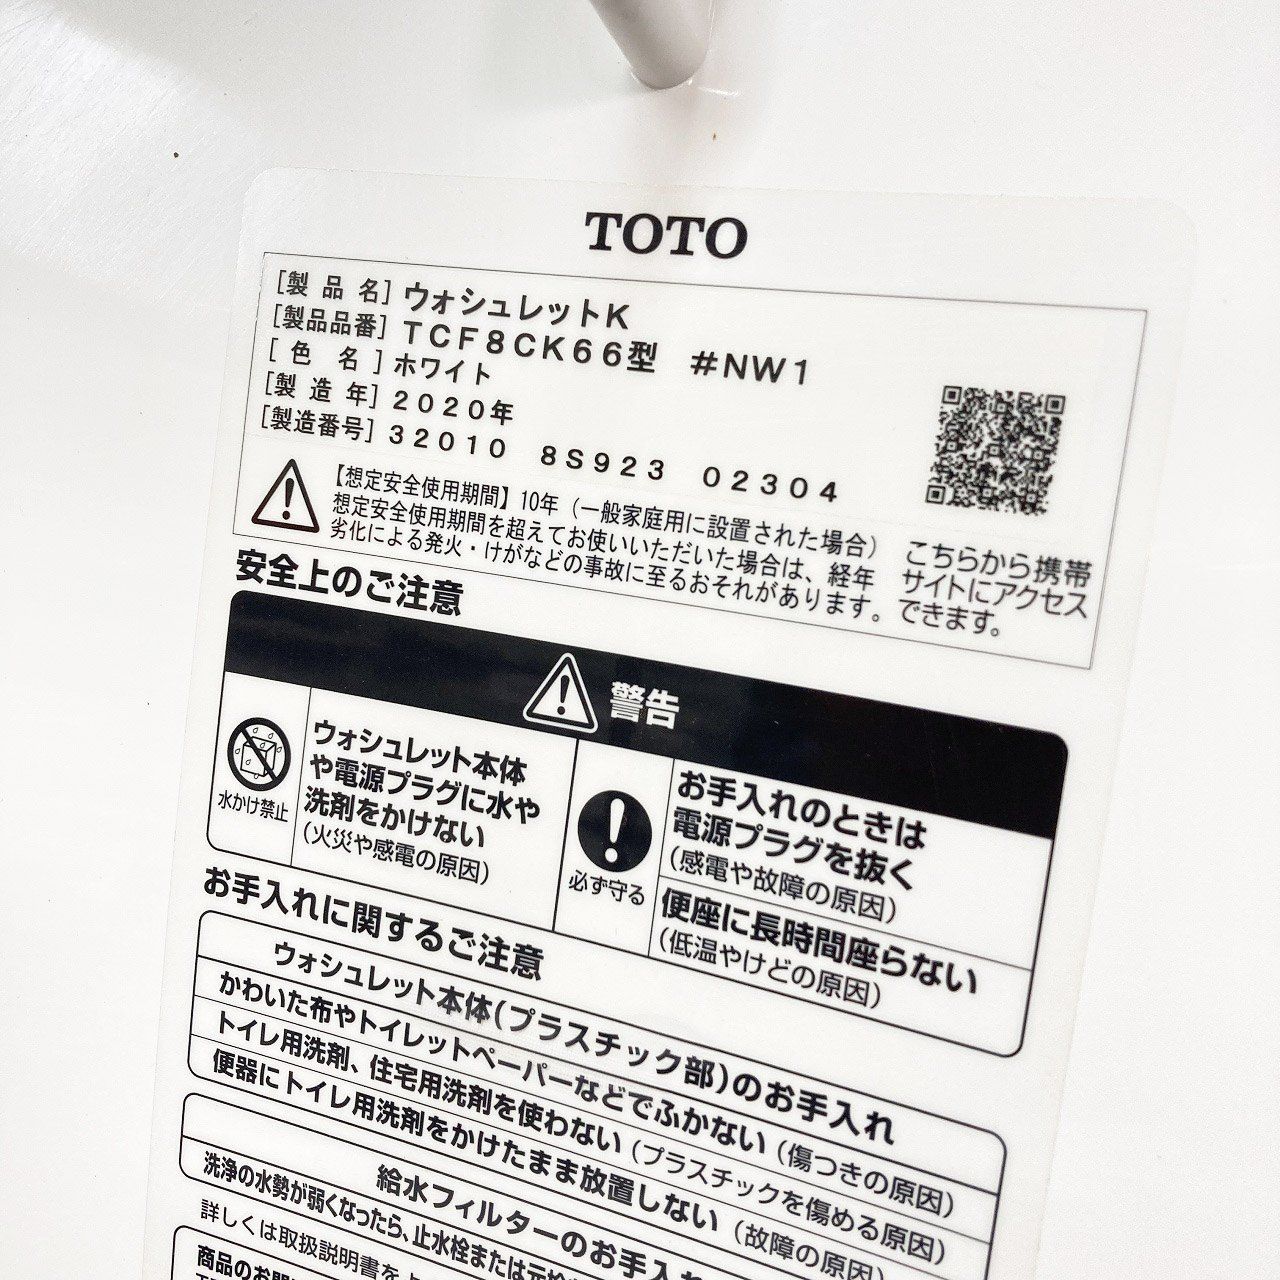 TOTO
[製品名] ウォシュレットK
[製品品番] TCF8CK66型 #NW1
[色名] ホワイト
[製造年] 2020年
[製造番号] 32010 8S923 02304
【想定安全使用期間】10年（一般家庭用に設置された場合）
想定安全使用期間を超えてお使いいただいた場合は、経年
劣化による発火・けがなどの事故に至るおそれがあります。
こちらから携帯
サイトにアクセス
できます。
安全上のご注意
警告
水かけ禁止
ウォシュレット本体
や電源プラグに水や
洗剤をかけない
(火災や感電の原因)
必ず守る
お手入れのときは
電源プラグを抜く
(感電や故障の原因)
便座に長時間座らない
(低温やけどの原因)
お手入れに関するご注意
ウォシュレット本体(プラスチック部)のお手入れ
かわいた布やトイレットペーパーなどでふかない (傷つきの原因)
トイレ用洗剤、住宅用洗剤を使わない (プラスチックを傷める原因)
便器にトイレ用洗剤をかけたまま放置しない (故障の原因)
給水フィルターのお手入れ
洗浄の水勢が弱くなったら、止水栓または元栓
詳しくは取扱説明書を
商品のお問